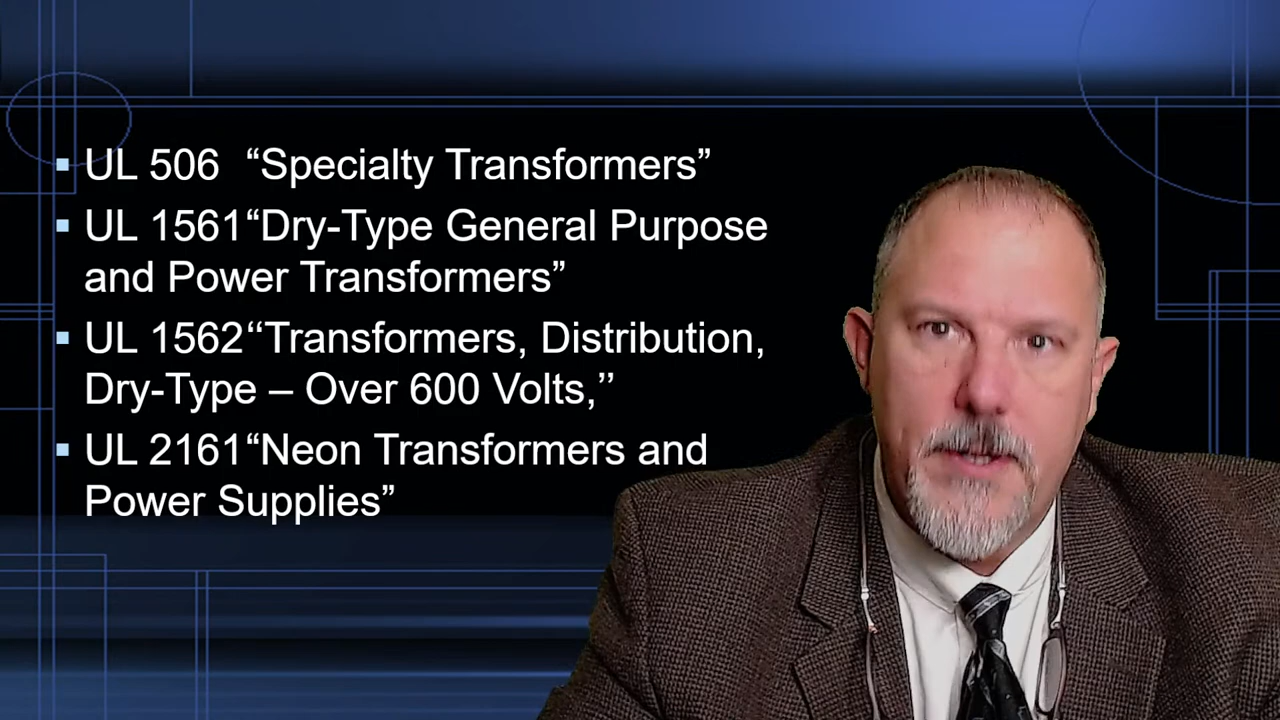 UL 506 “Specialty Transformers”
UL 1561“Dry-Type General Purpose
and Power Transformers”
UL 1562‘‘Transformers, Distribution,
Dry-Type – Over 600 Volts,’’
UL 2161“Neon Transformers and
Power Supplies”